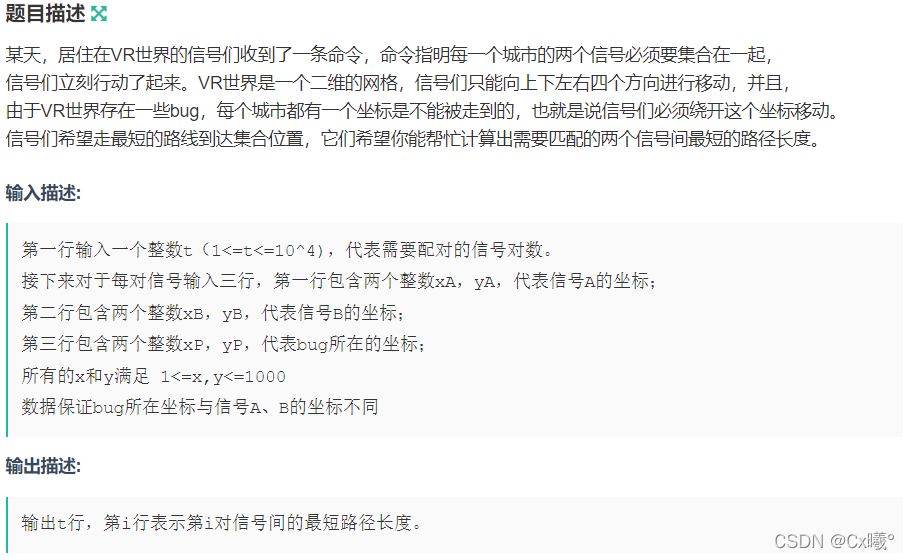 题目描述
某天，居住在VR世界的信号们收到了一条命令，命令指明每一个城市的两个信号必须要集合在一起，
信号们立刻行动了起来。VR世界是一个二维的网格，信号们只能向上下左右四个方向进行移动，并且，
由于VR世界存在一些bug，每个城市都有一个坐标是不能被走到的，也就是说信号们必须绕开这个坐标移动。
信号们希望走最短的路线到达集合位置，它们希望你能帮忙计算出需要匹配的两个信号间最短的路径长度。
输入描述:
第一行输入一个整数t（1<=t<=10^4），代表需要配对的信号对数。
接下来对于每对信号输入三行，第一行包含两个整数xA，yA，代表信号A的坐标；
第二行包含两个整数xB，yB，代表信号B的坐标；
第三行包含两个整数xP，yP，代表bug所在的坐标；
所有的x和y满足 1<=x,y<=1000
数据保证bug所在坐标与信号A、B的坐标不同
输出描述:
输出t行，第i行表示第i对信号间的最短路径长度。
CSDN @Cx曦°